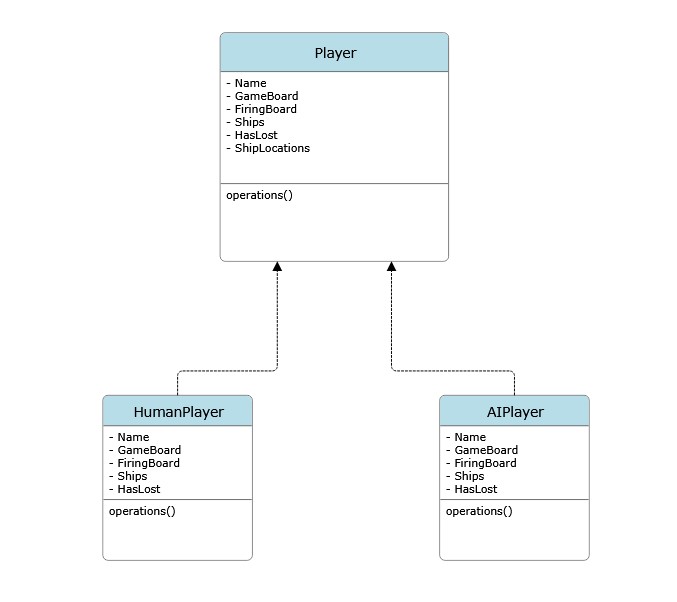 Player
- Name
- GameBoard
- FiringBoard
- Ships
- HasLost
- ShipLocations
operations()
HumanPlayer
- Name
- GameBoard
- FiringBoard
- Ships
- HasLost
operations()
AIPlayer
- Name
- GameBoard
- FiringBoard
- Ships
- HasLost
operations()